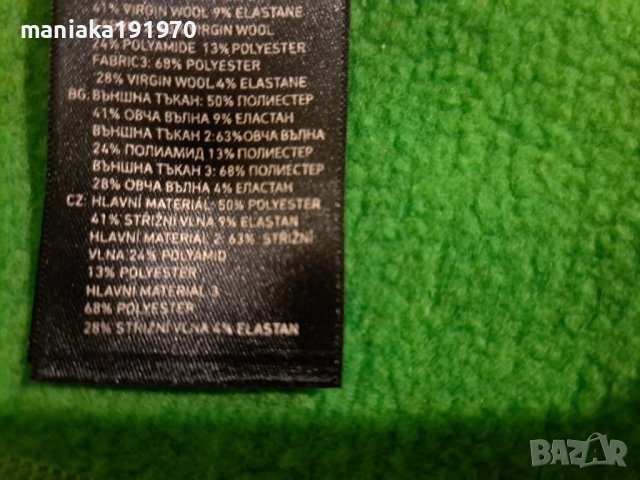 maniaka191970
41% VIRGIN WOOL 9% ELASTANE
VIRGIN WOOL
24% POLYAMIDE 13% POLYESTER
FABRIC3: 68% POLYESTER
28% VIRGIN WOOL 4% ELASTANE
BG: ВЪНШНА ТЪКАН: 50% ПОЛИЕСТЕР
41% ОВЧА ВЪЛНА 9% ЕЛАСТАН
ВЪНШНА ТЪКАН 2: 63% ОВЧА ВЪЛНА
24% ПОЛИАМИД 13% ПОЛИЕСТЕР
ВЪНШНА ТЪКАН 3: 68% ПОЛИЕСТЕР
28% ОВЧА ВЪЛНА 4% ЕЛАСТАН
CZ: HLAVNÍ MATERIÁL: 50% POLYESTER
41% STRIŽNÍ VLNA 9% ELASTAN
HLAVNÍ MATERIÁL 2: 63% STRIŽNÍ
VLNA 24% POLYAMID
13% POLYESTER
HLAVNÍ MATERIÁL 3
68% POLYESTER
28% STRIŽNÍ VLNA 4% ELASTAN
BAZAR